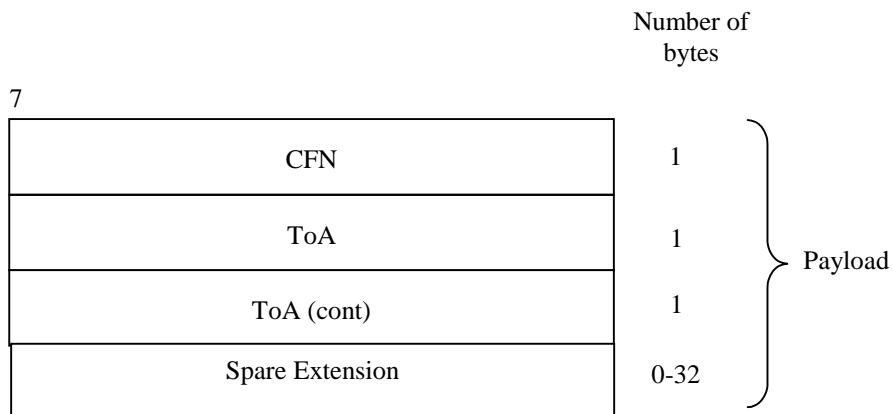 Number of
bytes
7
CFN
1
ToA
1
Payload
ToA (cont)
1
Spare Extension
0-32